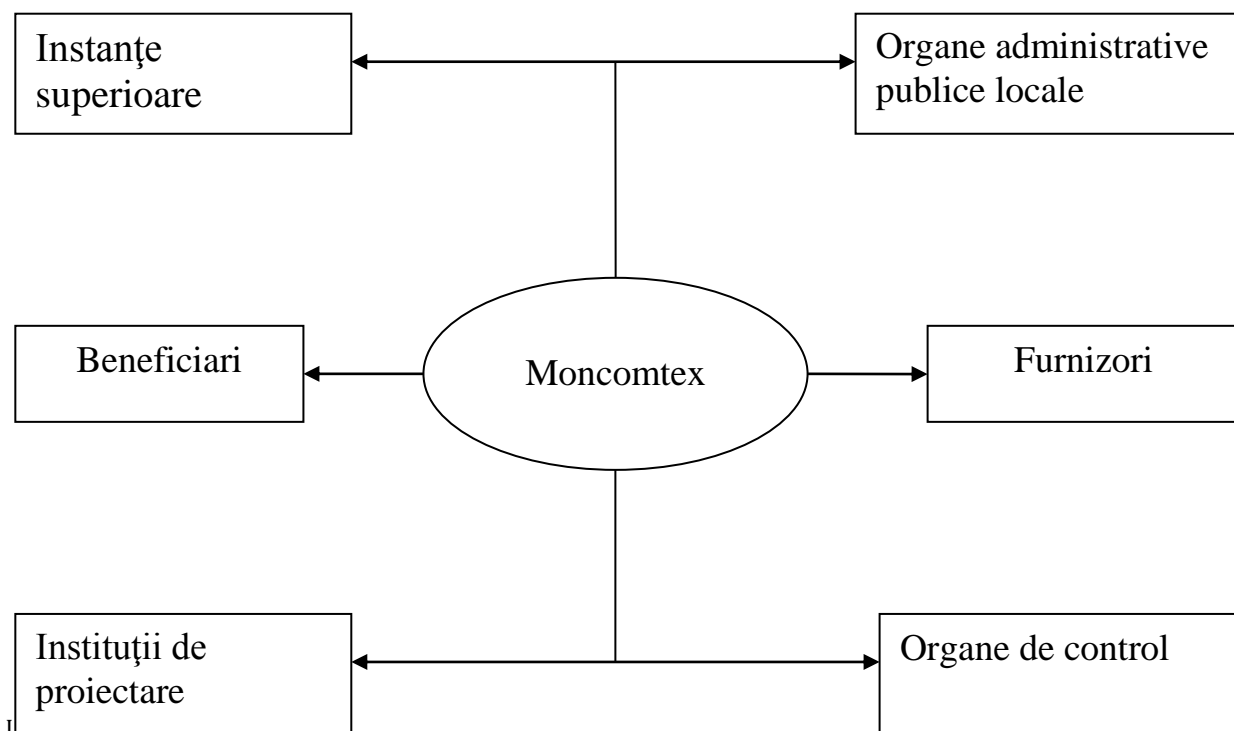 Instanţe
superioare
Organe administrative
publice locale
Beneficiari
Moncomtex
Furnizori
Instituţii de
proiectare
Organe de control